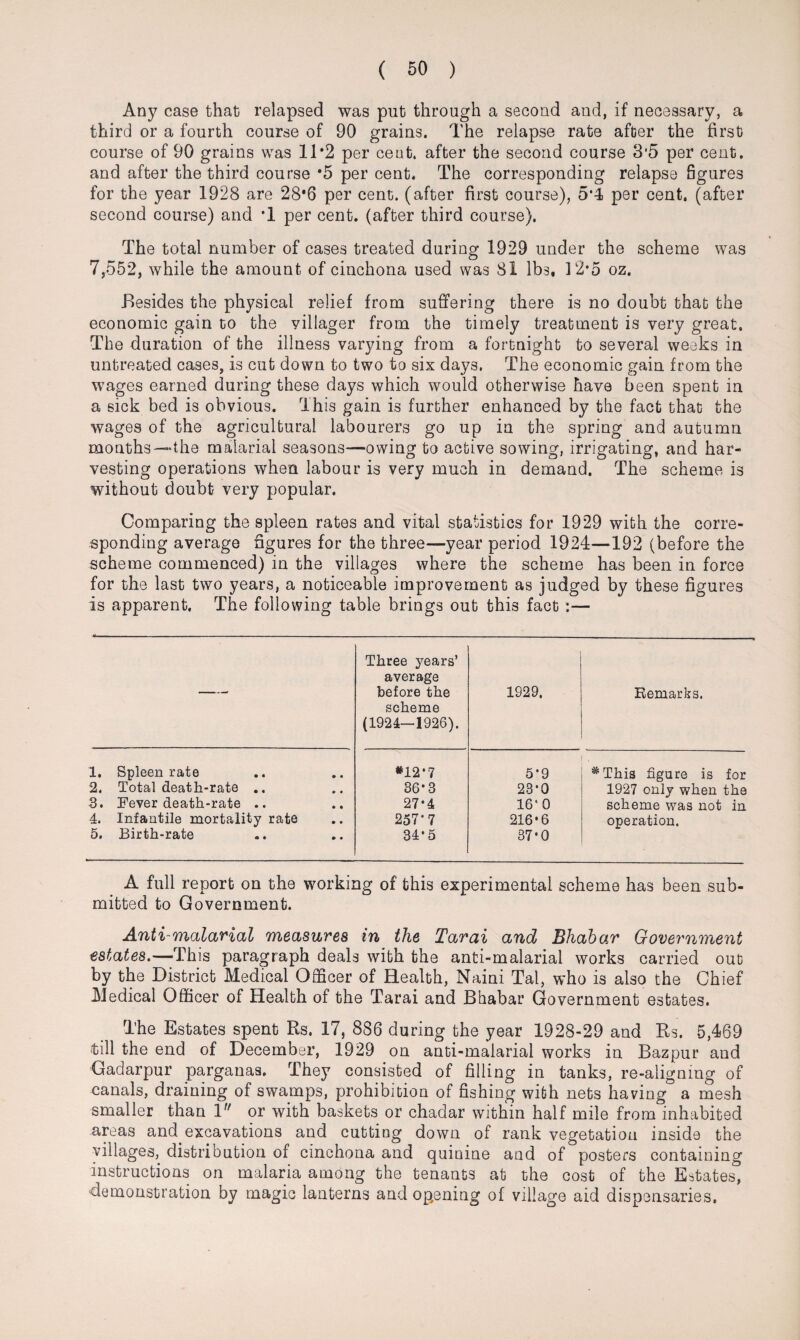 ( 50 )
Any case that relapsed was put through a second and, if necessary, a
third or a fourth course of 90 grains. The relapse rate after the first
course of 90 grains was 11·2 per cent. after the second course 3·5 per cent.
and after the third course ·5 per cent. The corresponding relapse figures
for the year 1928 are 28·6 per cent. (after first course), 5·4 per cent. (after
second course) and ·1 per cent. (after third course).
The total number of cases treated during 1929 under the scheme was
7,552, while the amount of cinchona used was 81 lbs, 12·5 oz.
Besides the physical relief from suffering there is no doubt that the
economic gain to the villager from the timely treatment is very great.
The duration of the illness varying from a fortnight to several weeks in
untreated cases, is cut down to two to six days. The economic gain from the
wages earned during these days which would otherwise have been spent in
a sick bed is obvious. This gain is further enhanced by the fact that the
wages of the agricultural labourers go up in the spring and autumn
months—the malarial seasons—owing to active sowing, irrigating, and har-
vesting operations when labour is very much in demand. The scheme is
without doubt very popular.
Comparing the spleen rates and vital statistics for 1929 with the corre-
sponding average figures for the three—year period 1924—192 (before the
scheme commenced) in the villages where the scheme has been in force
for the last two years, a noticeable improvement as judged by these figures
is apparent. The following table brings out this fact :—
—— Three years' average before the scheme (1924—1926). 1929. Remarks.
1. Spleen rate .. .. *12·7 5·9 *This figure is for
2. Total death-rate .. .. 36·3 23·0 1927 only when the
3. Fever death-rate .. .. 27·4 16·0 scheme was not in
4. Infantile mortality rate .. 257·7 216·6 operation.
5. Birth-rate .. .. 34·5 37·0
A full report on the working of this experimental scheme has been sub-
mitted to Government.
Anti-malarial measures in the Tarai and Bhabar Government
estates.—This paragraph deals with the anti-malarial works carried out
by the District Medical Officer of Health, Naini Tal, who is also the Chief
Medical Officer of Health of the Tarai and Bhabar Government estates.
The Estates spent Rs. 17, 886 during the year 1928-29 and Rs. 5,469
till the end of December, 1929 on anti-malarial works in Bazpur and
Gadarpur parganas. They consisted of filling in tanks, re-aligning of
canals, draining of swamps, prohibition of fishing with nets having a mesh
smaller than 1" or with baskets or chadar within half mile from inhabited
areas and excavations and cutting down of rank vegetation inside the
villages, distribution of cinchona and quinine and of posters containing
instructions on malaria among the tenants at the cost of the Estates,
demonstration by magic lanterns and opening of village aid dispensaries.